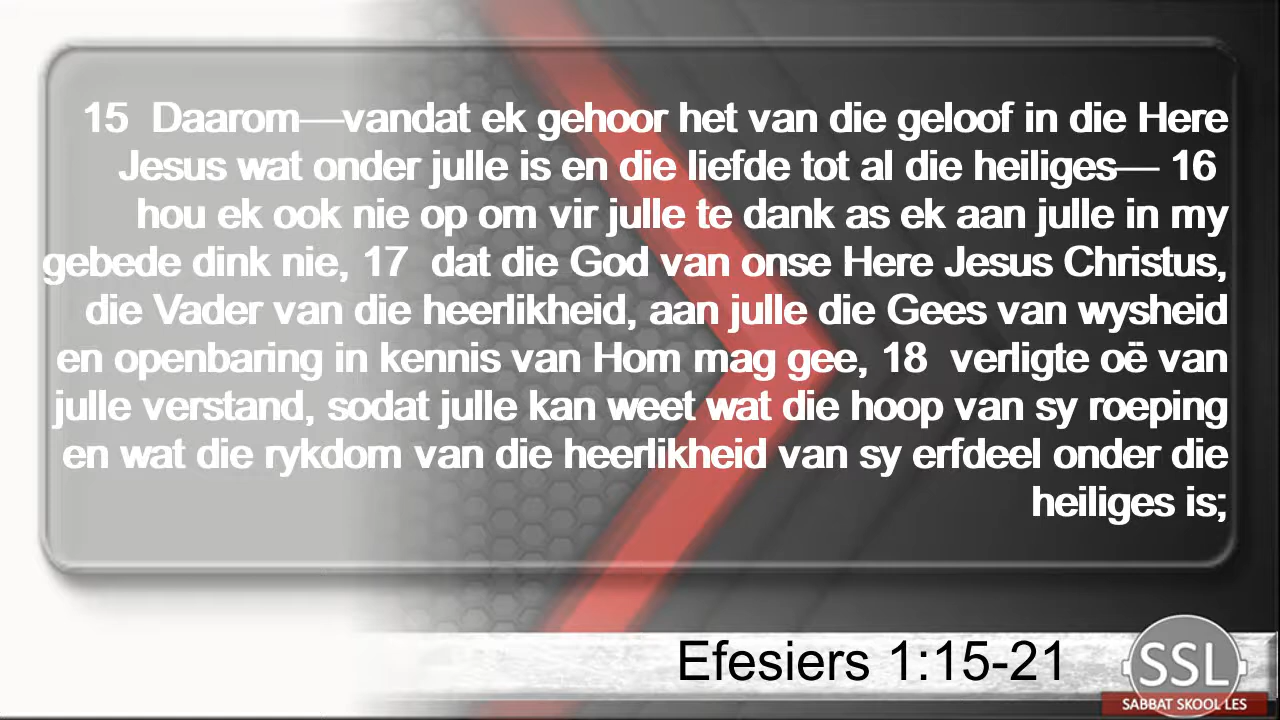 15  Daarom—vandat ek gehoor het van die geloof in die Here
Jesus wat onder julle is en die liefde tot al die heiliges— 16
hou ek ook nie op om vir julle te dank as ek aan julle in my
gebede dink nie, 17  dat die God van onse Here Jesus Christus,
die Vader van die heerlikheid, aan julle die Gees van wysheid
en openbaring in kennis van Hom mag gee, 18  verligte oë van
julle verstand, sodat julle kan weet wat die hoop van sy roeping
en wat die rykdom van die heerlikheid van sy erfdeel onder die
heiliges is;
Efesiers 1:15-21
SSL
SABBAT SKOOL LES